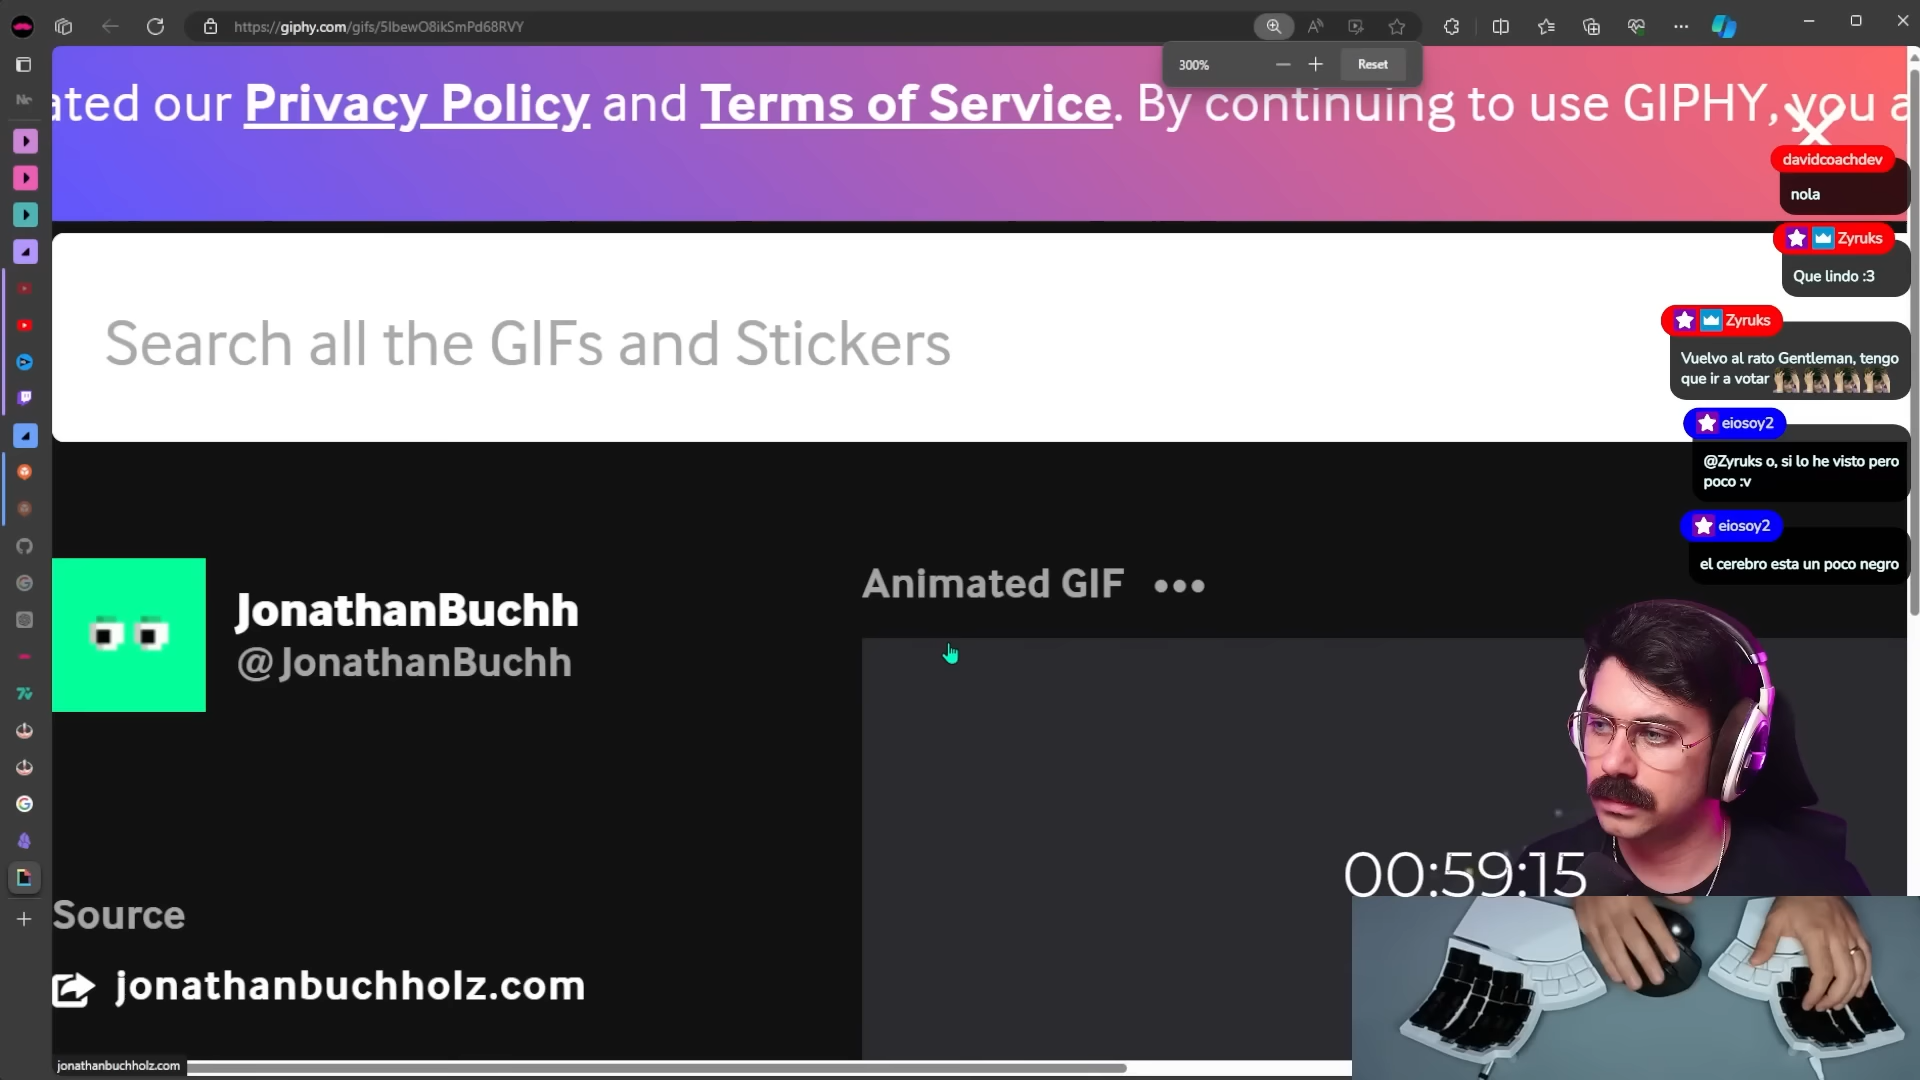 https://giphy.com/gifs/5IbewO8ikSmPd68RVY
300%
Reset
ated our Privacy Policy and Terms of Service. By continuing to use GIPHY, you a
davidcoachdev
nola
Zyruks
Que lindo :3
Search all the GIFs and Stickers
Zyruks
Vuelvo al rato Gentleman, tengo
que ir a votar
eiosoy2
@Zyruks o, si lo he visto pero
poco :v
eiosoy2
el cerebro esta un poco negro
JonathanBuchh
@JonathanBuchh
Animated GIF
00:59:15
Source
jonathanbuchholz.com
jonathanbuchholz.com